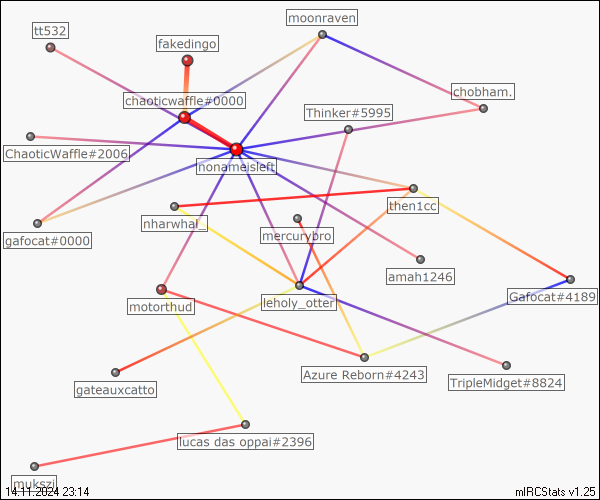 moonraven
tt532
fakedingo
chobham.
chaoticwaffle#0000
Thinker#5995
ChaoticWaffle#2006
nonameisleft
then1cc
nharwhal_
mercurybro
gafocat#0000
amah1246
Gafocat#4189
leholy_otter
motorthud
Azure Reborn#4243
TripleMidget#8824
gateauxcatto
lucas das oppai#2396
mukszi
14.11.2024 23:14
mIRCStats v1.25